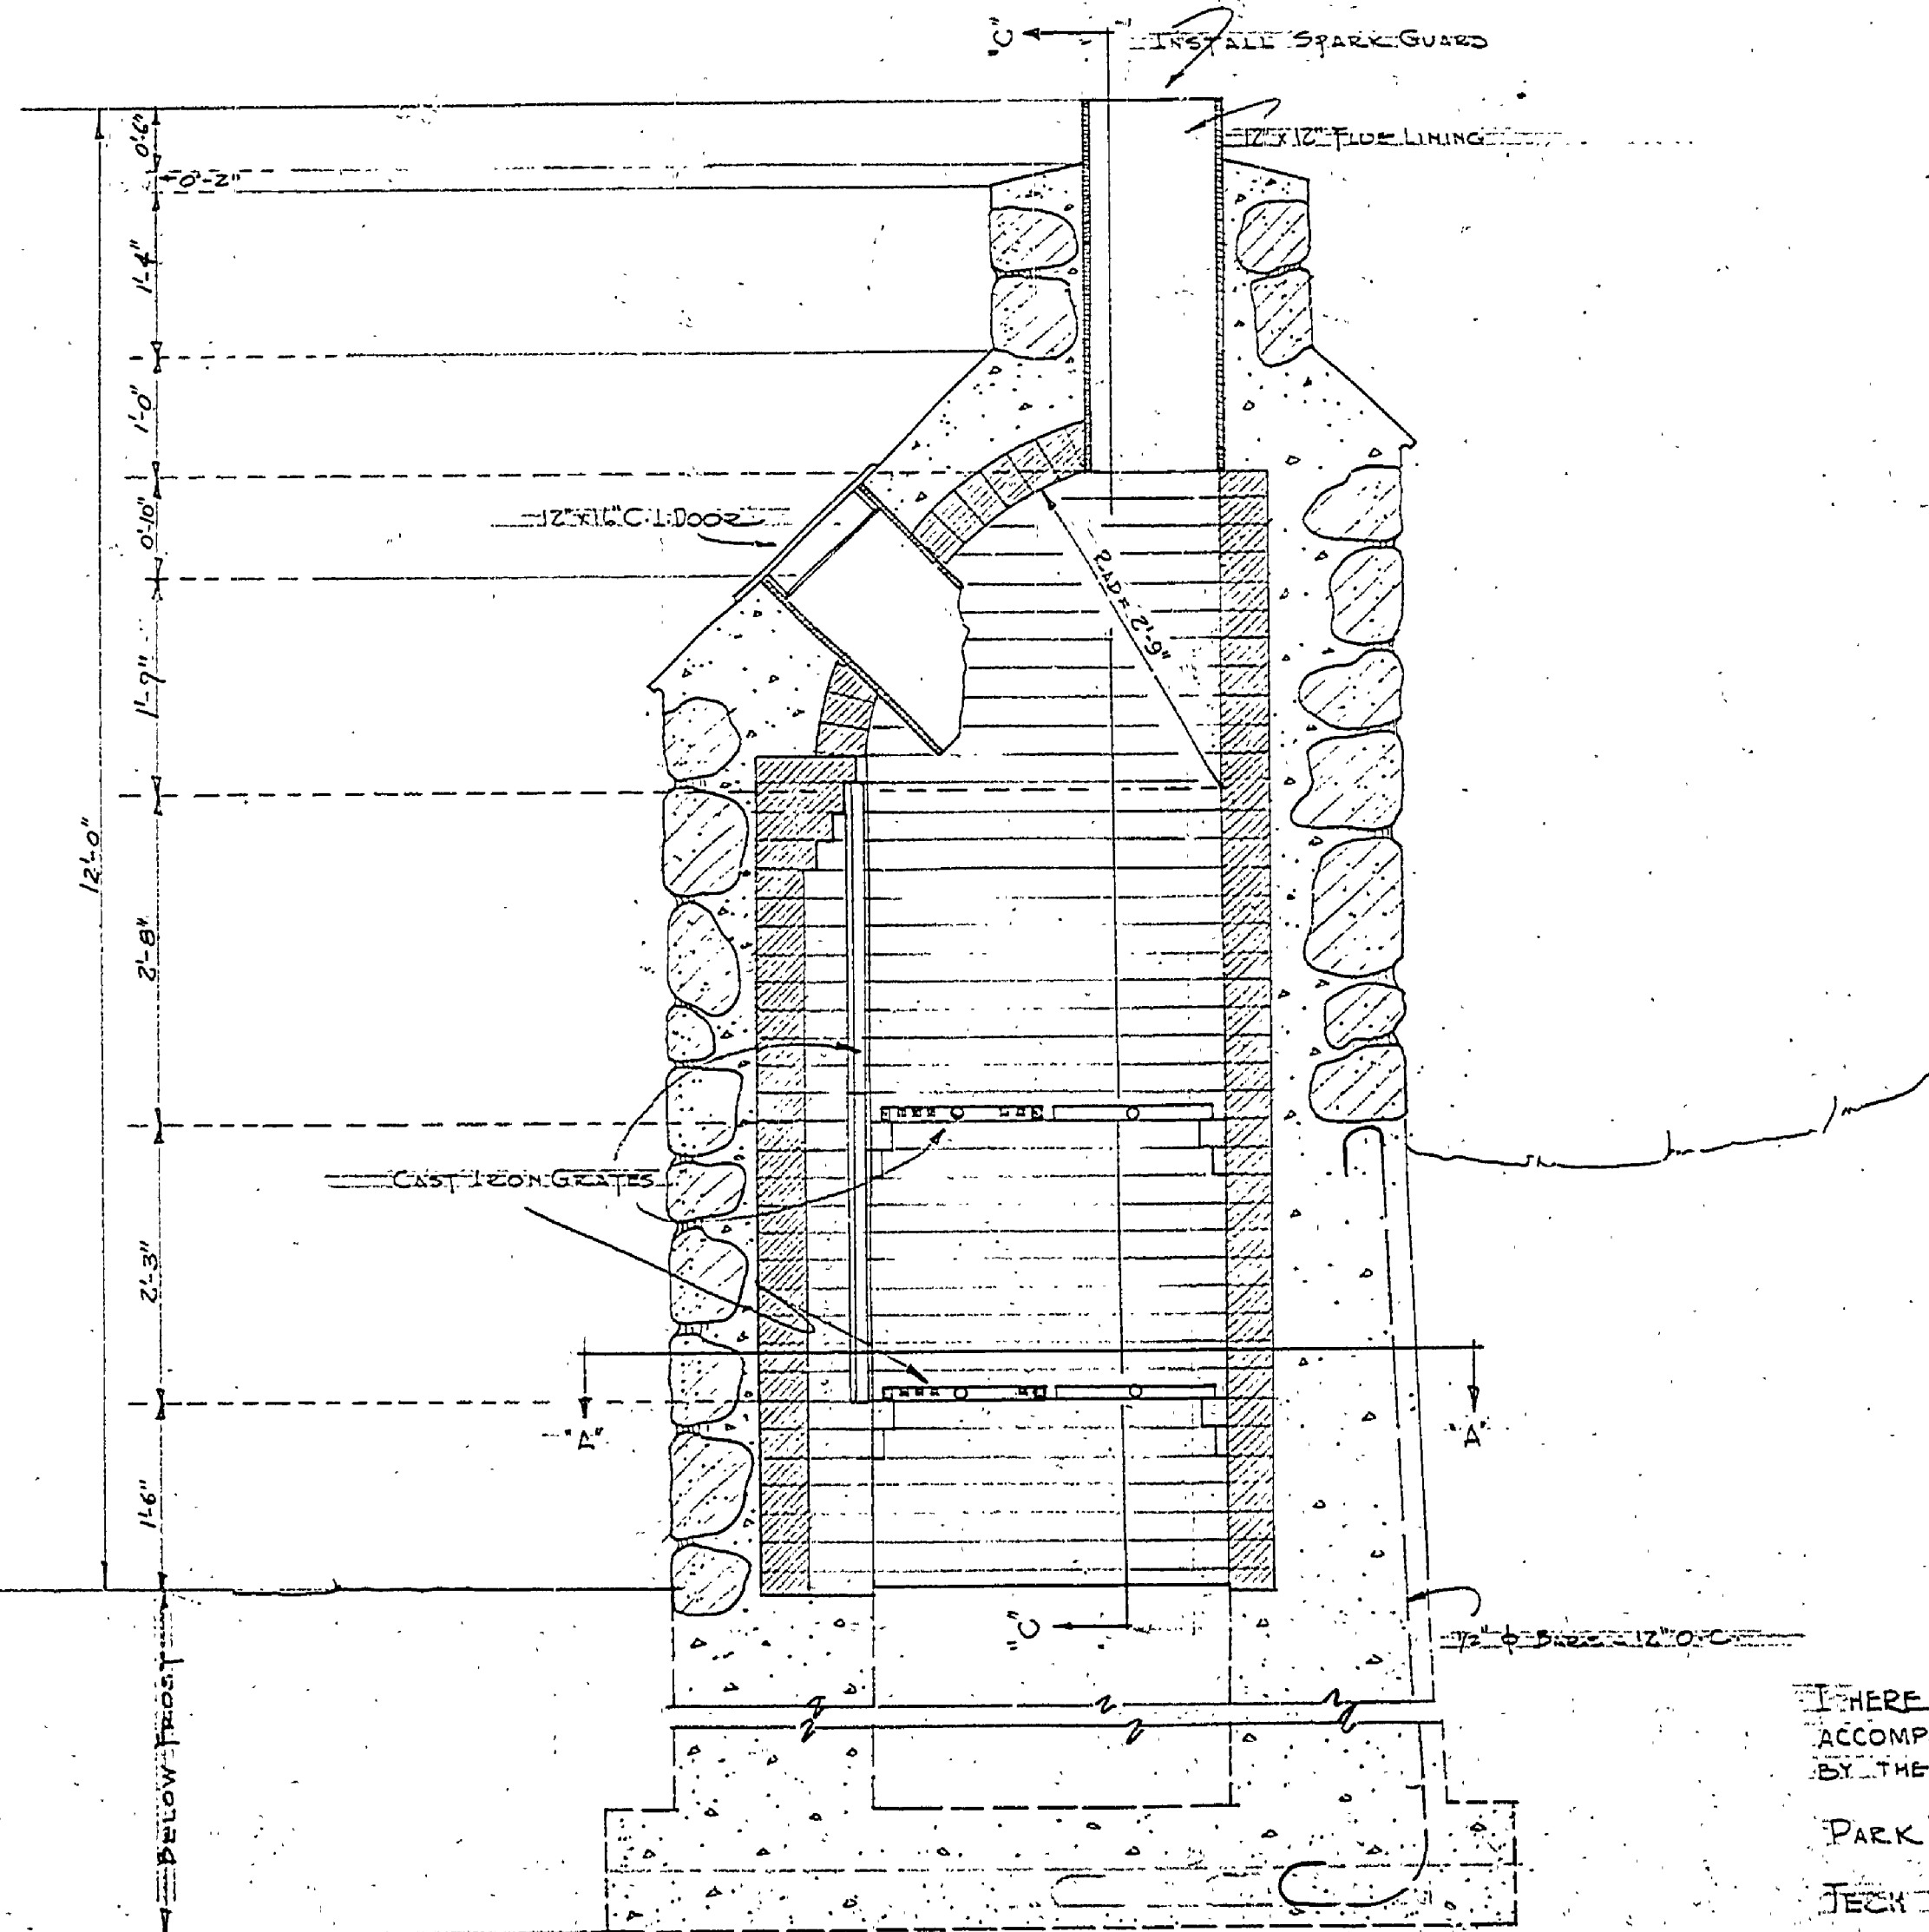 "C"
INSTALL SPARK GUARD
12"X12" FLUE LINING
0'-6"
0'-2"
1'-4"
1'-0"
12"X16" C.I. DOOR
0'-10"
RAD = 2'-9"
1'-9"
12'-0"
2'-8"
CAST IRON GRATES
2'-3"
"A"
1'-6"
"C"
1/2" ϕ BARS - 12" O.C.
BELOW FROST
I HERE
ACCOMP
BY THE
PARK
TECH